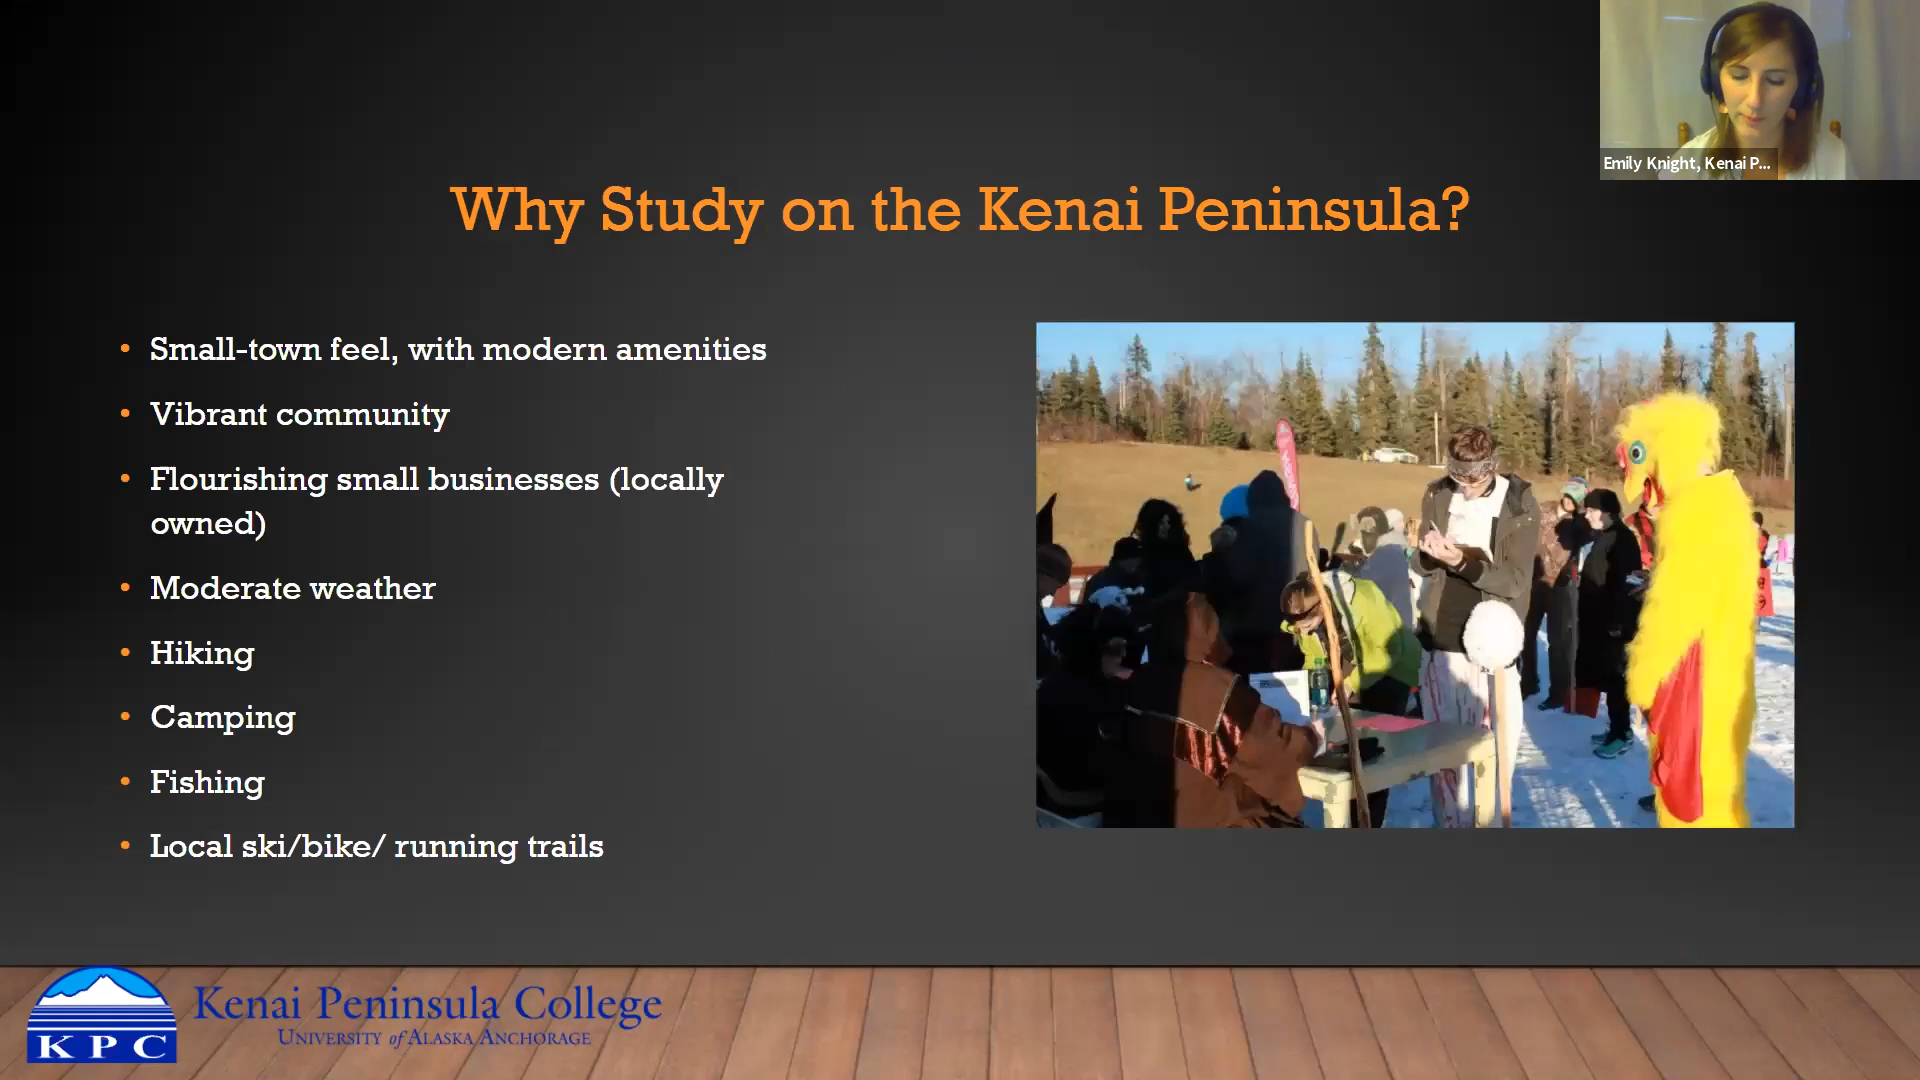 Emily Knight, Kenai P...
Why Study on the Kenai Peninsula?
• Small-town feel, with modern amenities
• Vibrant community
• Flourishing small businesses (locally
owned)
• Moderate weather
• Hiking
• Camping
• Fishing
• Local ski/bike/ running trails
KPC
Kenai Peninsula College
UNIVERSITY of ALASKA ANCHORAGE